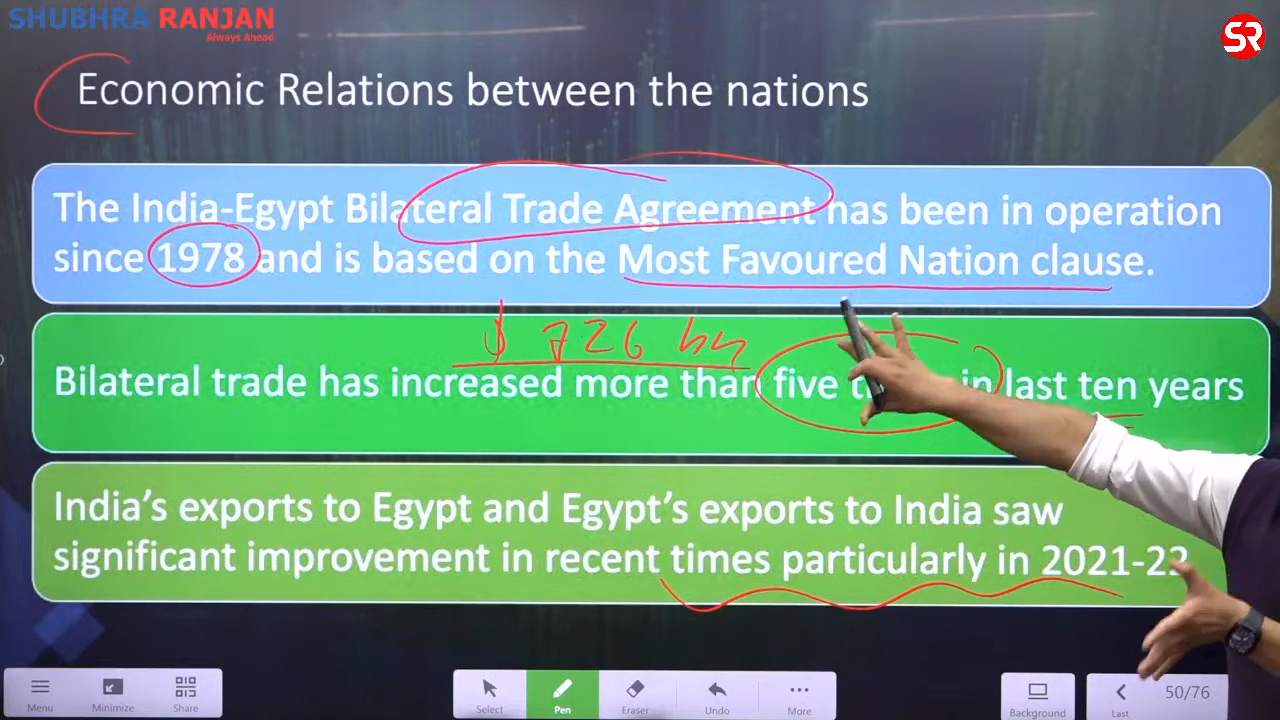 SHUBHRA RANJAN
Always Ahead
SR
Economic Relations between the nations
The India-Egypt Bilateral Trade Agreement has been in operation
since 1978 and is based on the Most Favoured Nation clause.
$ 726 bn
Bilateral trade has increased more than five in last ten years
India's exports to Egypt and Egypt's exports to India saw
significant improvement in recent times particularly in 2021-22
Menu
Minimize
Share
Select
Pen
Eraser
Undo
More
Background
Last
50/76